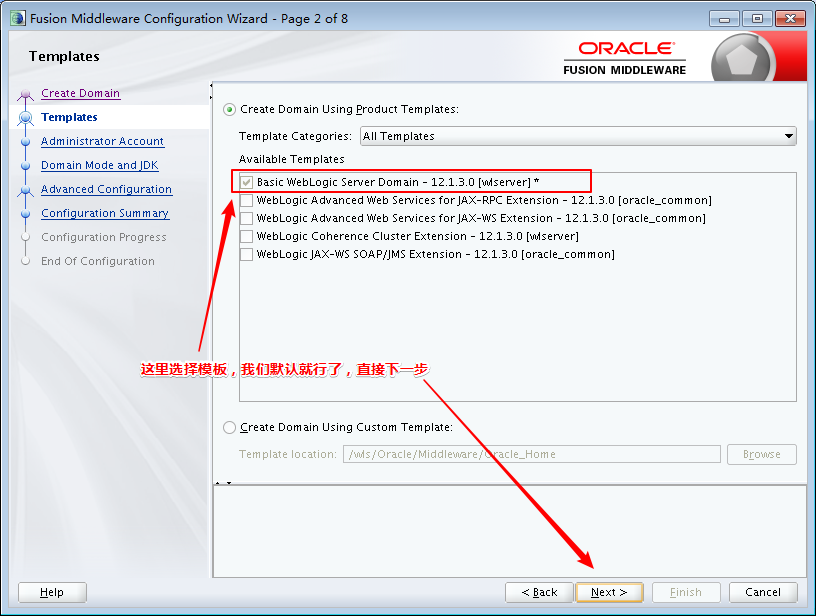 Fusion Middleware Configuration Wizard - Page 2 of 8
Templates
ORACLE
FUSION MIDDLEWARE
Create Domain
Templates
Administrator Account
Domain Mode and JDK
Advanced Configuration
Configuration Summary
Configuration Progress
End Of Configuration
Create Domain Using Product Templates:
Template Categories: All Templates
Available Templates
Basic WebLogic Server Domain - 12.1.3.0 [wlserver] *
WebLogic Advanced Web Services for JAX-RPC Extension - 12.1.3.0 [oracle_common]
WebLogic Advanced Web Services for JAX-WS Extension - 12.1.3.0 [oracle_common]
WebLogic Coherence Cluster Extension - 12.1.3.0 [wlserver]
WebLogic JAX-WS SOAP/JMS Extension - 12.1.3.0 [oracle_common]
这里选择模板，我们默认就行了，直接下一步
Create Domain Using Custom Template:
Template location: /wls/Oracle/Middleware/Oracle_Home Browse
Help < Back Next > Finish Cancel